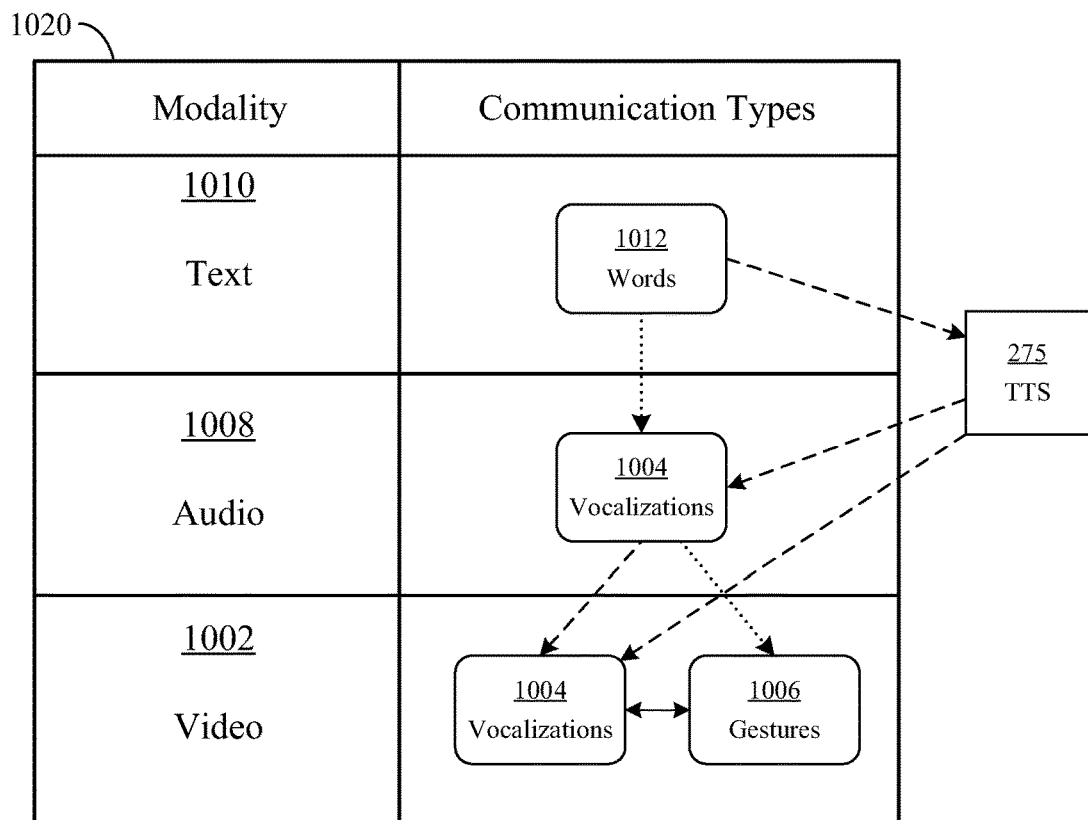 1020
Modality
Communication Types
1010
Text
1012
Words
275
TTS
1008
Audio
1004
Vocalizations
1002
Video
1004
Vocalizations
1006
Gestures